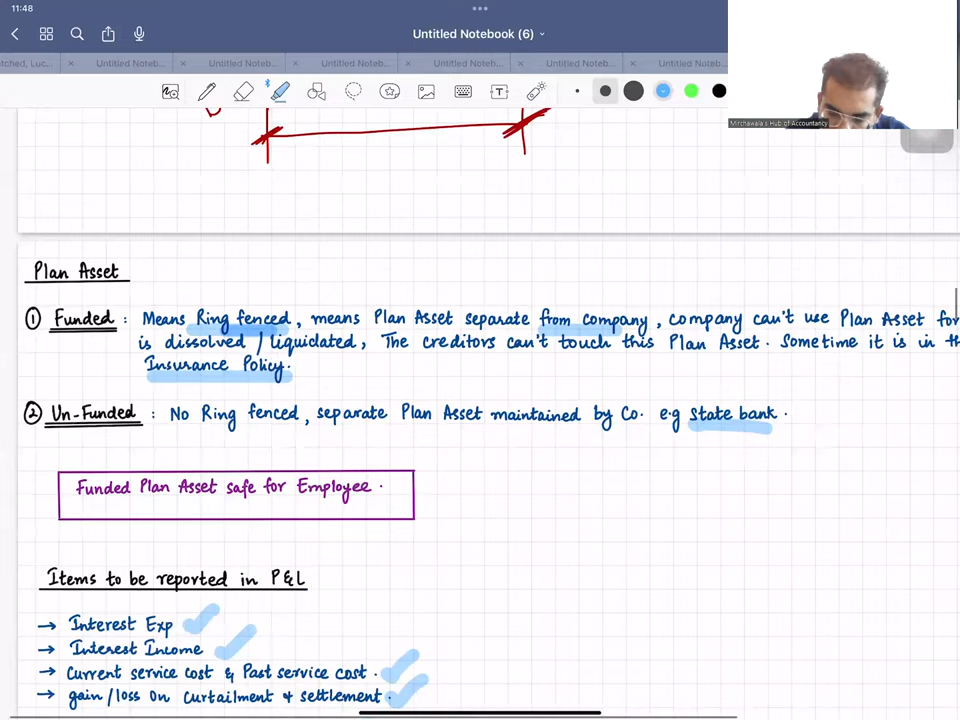 11:48
Untitled Notebook (6)
tched, Luc...
Untitled Noteb...
Untitled Noteb...
Untitled Noteb...
Untitled Noteb...
Untitled Noteb...
Untitled Noteb
Mirchawala's Hub of Accountancy
Plan Asset
① Funded : Means Ring fenced, means Plan Asset separate from company, company can't use Plan Asset for
is dissolved / liquidated, The creditors can't touch this Plan Asset. Sometime it is in th
Insurance Policy.
② Un-Funded : No Ring fenced, separate Plan Asset maintained by Co. e.g State bank.
Funded Plan Asset safe for Employee.
Items to be reported in P&L
→ Interest Exp
→ Interest Income
→ Current service cost & Past service cost.
→ gain/loss on curtailment & settlement.